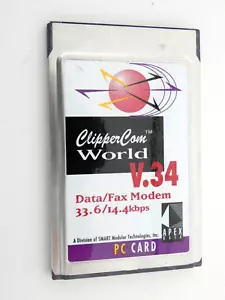 ClipperCom™
World
V.34
Data/Fax Modem
33.6/14.4kbps
APEX
DATA
A Division of SMART Modular Technologies, Inc.
PC CARD